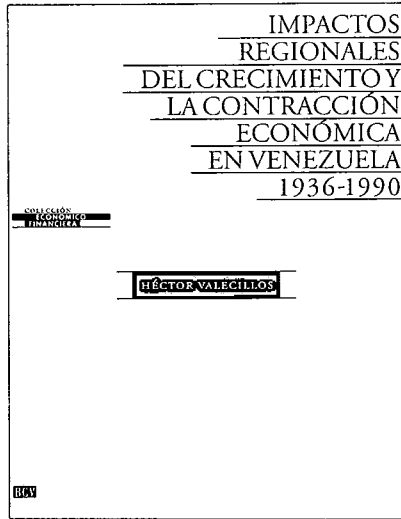 IMPACTOS
REGIONALES
DEL CRECIMIENTO Y
LA CONTRACCIÓN
ECONÓMICA
EN VENEZUELA
1936-1990
COLECCIÓN
ECONÓMICO
FINANCIERA
HÉCTOR VALECILLOS
BCV